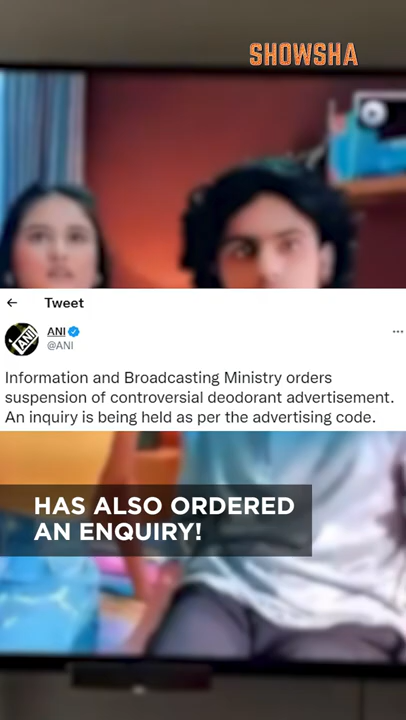 SHOWSHA
Tweet
ANI
@ANI
Information and Broadcasting Ministry orders
suspension of controversial deodorant advertisement.
An inquiry is being held as per the advertising code.
HAS ALSO ORDERED
AN ENQUIRY!